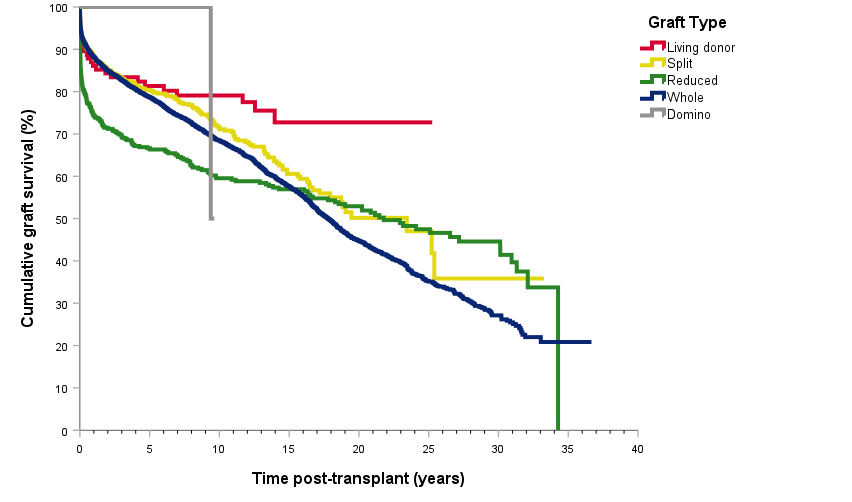 Graft Type
Living donor
Split
Reduced
Whole
Domino
Cumulative graft survival (%)
100
90
80
70
60
50
40
30
20
10
0
0 5 10 15 20 25 30 35 40
Time post-transplant (years)